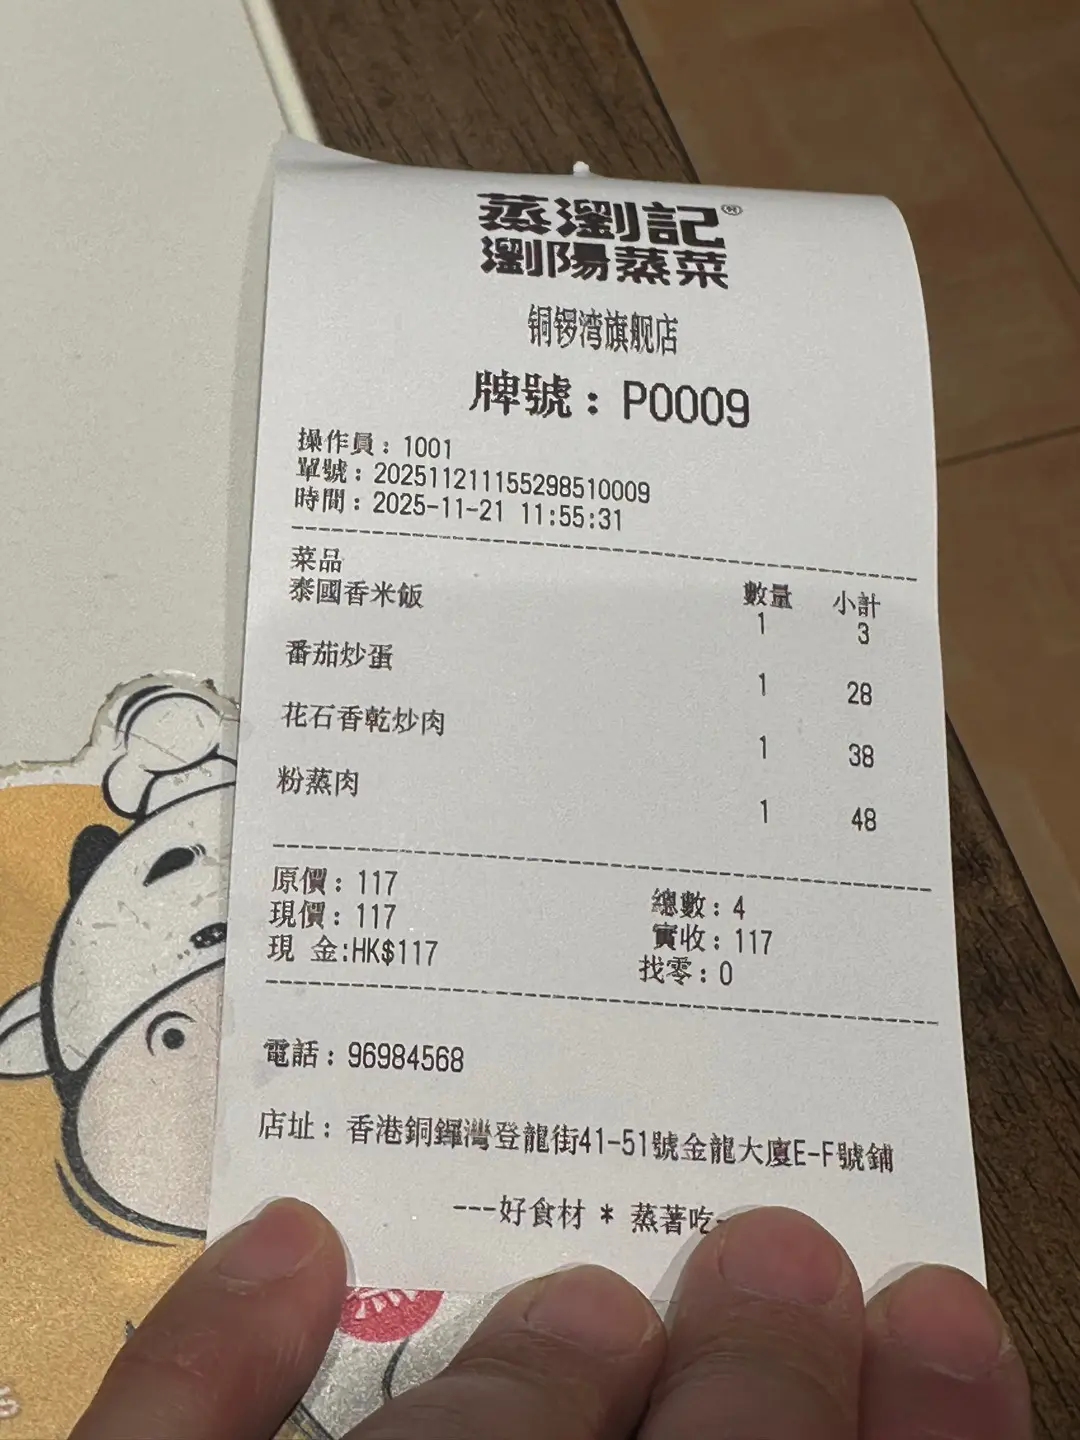 蒸瀏記®
瀏陽蒸菜
铜锣湾旗舰店
牌號：P0009
操作員：1001
單號：2025112111552985​10009
時間：2025-11-21 11:55:31
菜品 數量 小計
泰國香米飯 1 3
番茄炒蛋 1 28
花石香乾炒肉 1 38
粉蒸肉 1 48
原價：117 總數：4
現價：117 實收：117
現 金:HK$117 找零：0
電話：96984568
店址：香港銅鑼灣登龍街41-51號金龍大廈E-F號鋪
---好食材 * 蒸著吃-